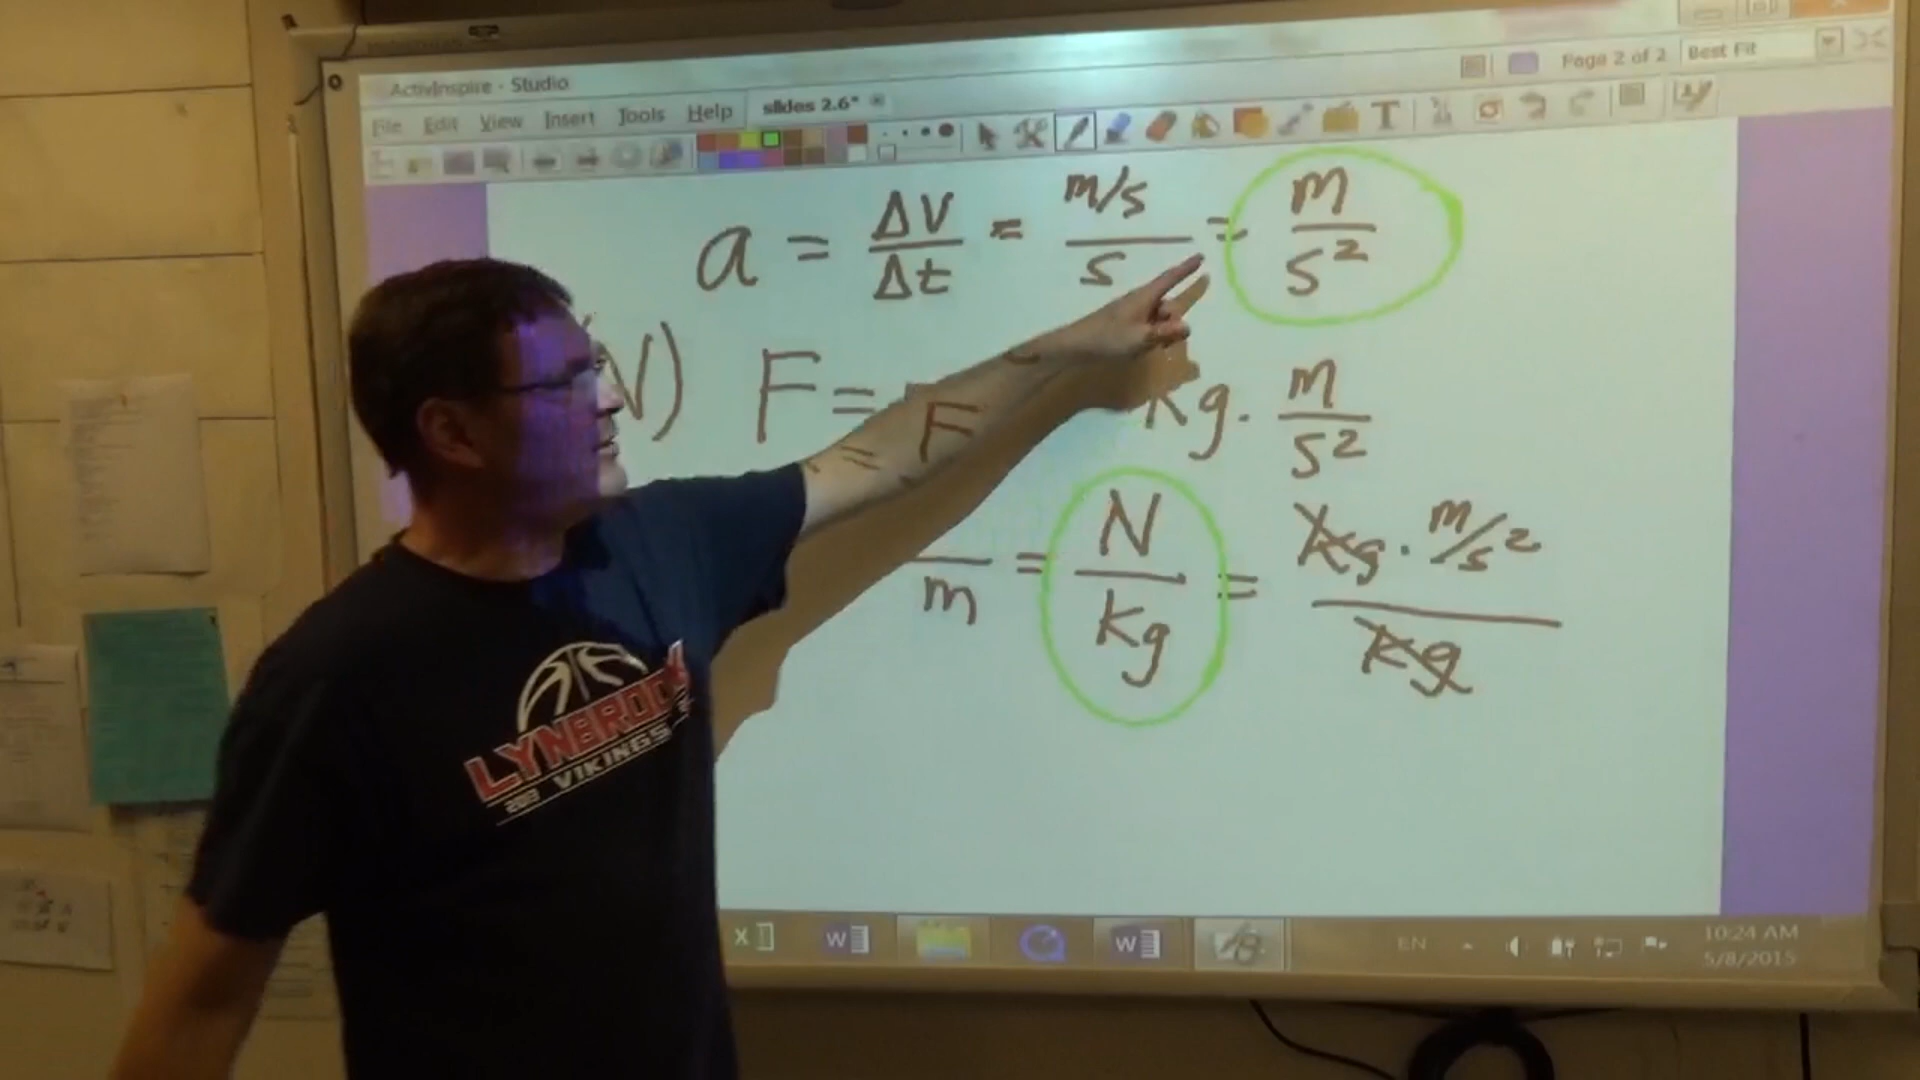 ActivInspire - Studio
File Edit View Insert Tools Help slides 2.6* Page 2 of 2 Best Fit
T
a = ΔV/Δt = m/s / s = m/s²
N) F = kg · m/s²
= F
m = N/kg = kg · m/s² / kg
LYNBROOK
VIKINGS
EN 10:24 AM
5/8/2015